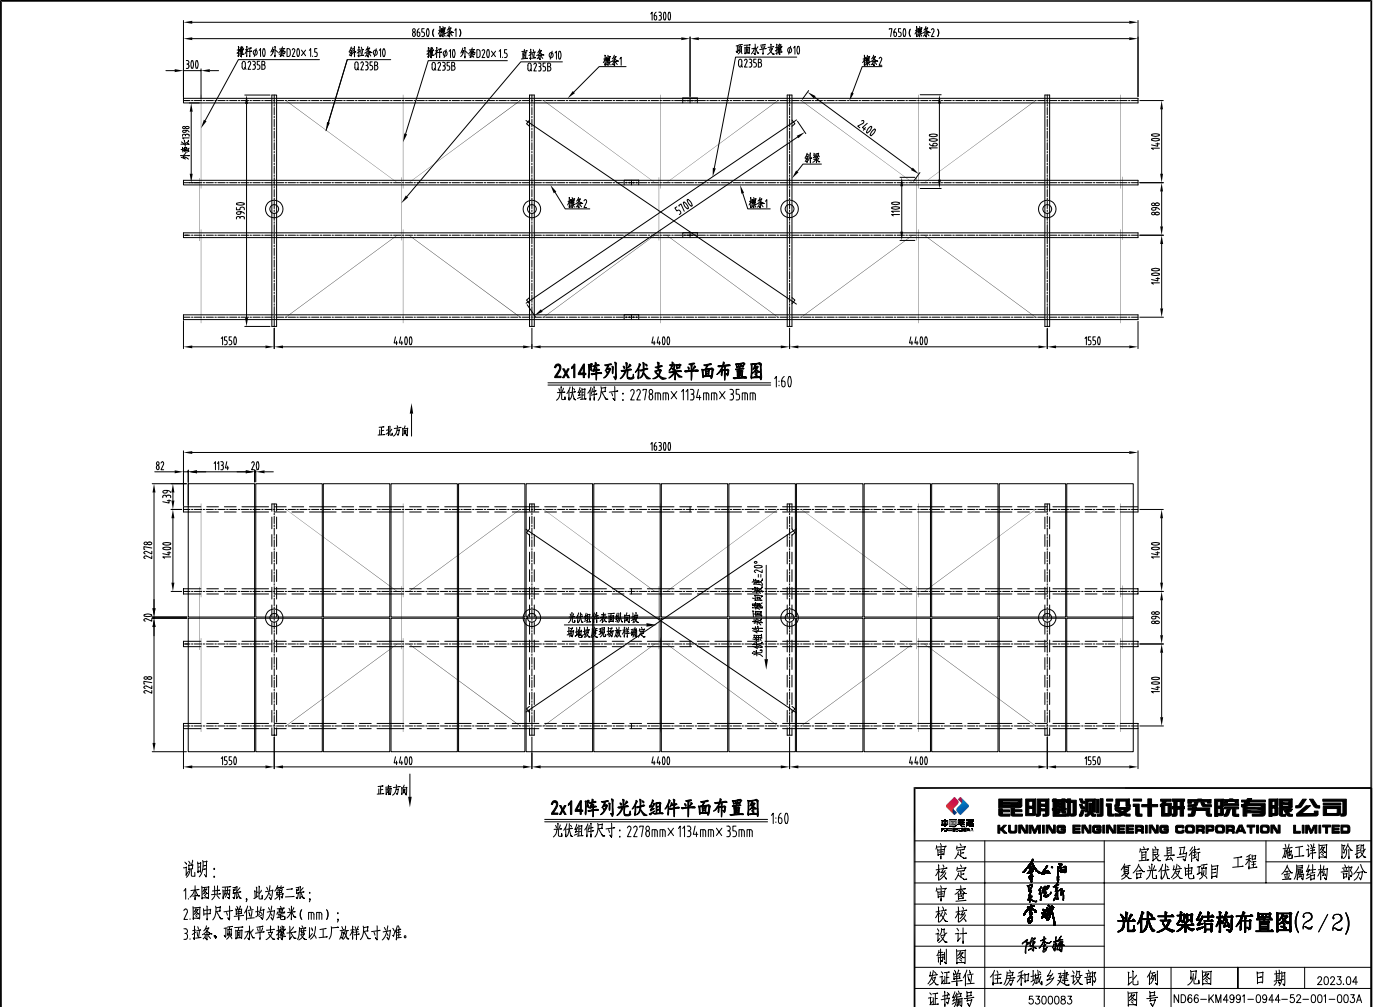 16300
8650(檩条1)
7650(檩条2)
撑杆ф10 外套D20×1.5
Q235B
斜拉条ф10
Q235B
撑杆ф10 外套D20×1.5
Q235B
直拉条 ф10
Q235B
檩条1
顶面水平支撑 ф10
Q235B
檩条2
300
外套长1398
3950
2400
1600
1400
斜梁
檩条2
5700
檩条1
1100
898
1400
1550
4400
4400
4400
1550
2x14阵列光伏支架平面布置图
1:60
光伏组件尺寸：2278mm×1134mm×35mm
正北方向
16300
82
1134
20
439
2278
1400
1400
20
光伏组件表面纵向坡
场地坡度现场放样确定
光伏组件表面横向坡度=20°
898
2278
1400
1550
4400
4400
4400
1550
正南方向
2x14阵列光伏组件平面布置图
1:60
光伏组件尺寸：2278mm×1134mm×35mm
说明：
1.本图共两张，此为第二张；
2.图中尺寸单位均为毫米(mm)；
3.拉条、顶面水平支撑长度以工厂放样尺寸为准。
昆明勘测设计研究院有限公司
KUNMING ENGINEERING CORPORATION LIMITED
审 定
核 定
审 查
校 核
设 计
制 图
宜良县马街
复合光伏发电项目
工程
施工详图 阶段
金属结构 部分
光伏支架结构布置图(2/2)
发证单位
住房和城乡建设部
比 例
见图
日 期
2023.04
证书编号
5300083
图 号
ND66-KM4991-0944-52-001-003A